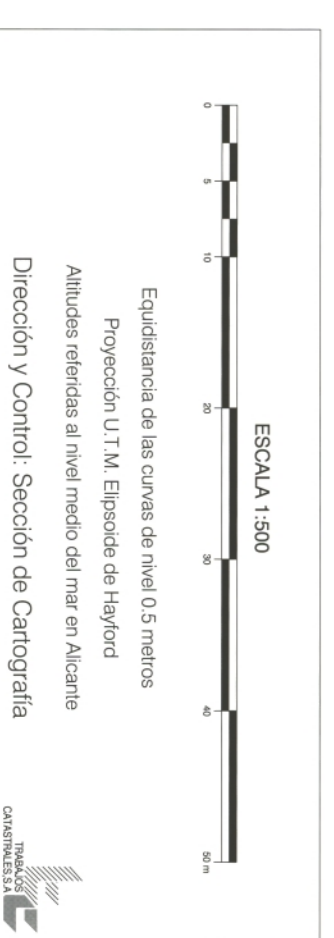 ESCALA 1:500
0 5 10 20 30 40 50 m
Equidistancia de las curvas de nivel 0.5 metros
Proyección U.T.M. Elipsoide de Hayford
Altitudes referidas al nivel medio del mar en Alicante
Dirección y Control: Sección de Cartografía
TRABAJOS
CATASTRALES,S.A